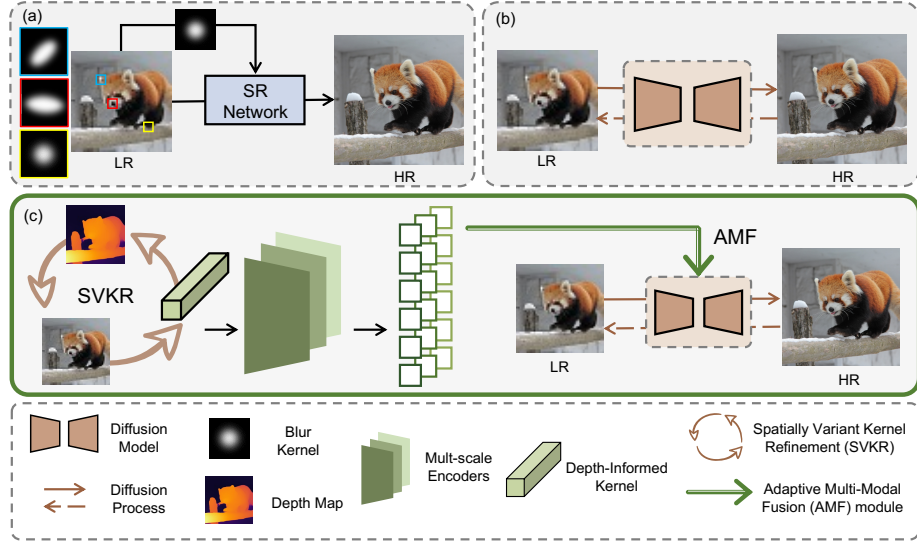 (a)
SR
Network
LR
HR
(b)
LR
HR
(c)
SVKR
AMF
LR
HR
Diffusion
Model
Blur
Kernel
Mult-scale
Encoders
Depth-Informed
Kernel
Spatially Variant Kernel
Refinement (SVKR)
Diffusion
Process
Depth Map
Adaptive Multi-Modal
Fusion (AMF) module